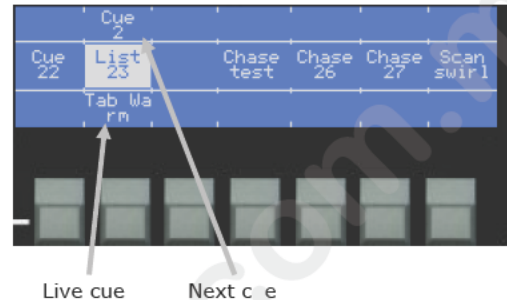 Cue
2
Cue List Chase Chase Chase Scan
22 23 test 26 27 swirl
Tab Wa
rm
Live cue Next c e